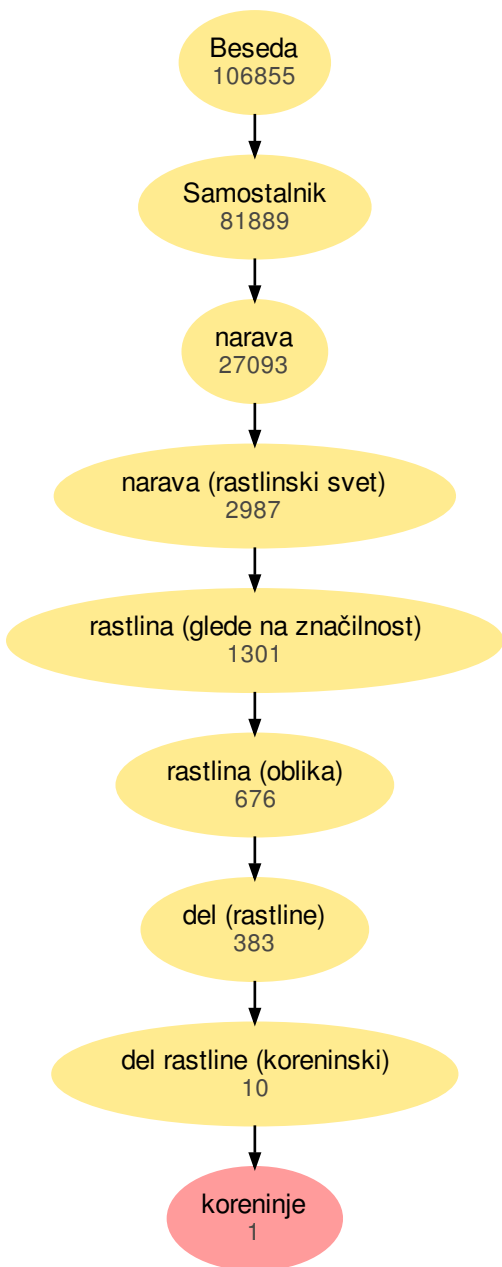 Beseda
106855
Samostalnik
81889
narava
27093
narava (rastlinski svet)
2987
rastlina (glede na značilnost)
1301
rastlina (oblika)
676
del (rastline)
383
del rastline (koreninski)
10
koreninje
1